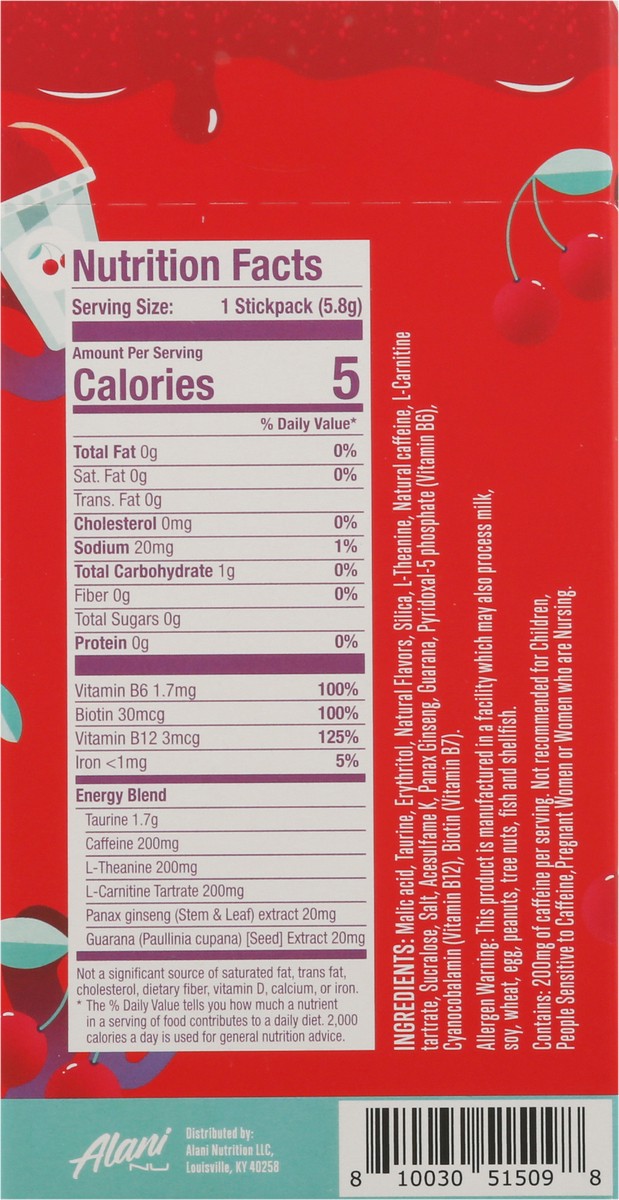 Nutrition Facts
Serving Size: 1 Stickpack (5.8g)
Amount Per Serving
Calories 5
% Daily Value*
Total Fat 0g 0%
Sat. Fat 0g 0%
Trans. Fat 0g
Cholesterol 0mg 0%
Sodium 20mg 1%
Total Carbohydrate 1g 0%
Fiber 0g 0%
Total Sugars 0g
Protein 0g 0%
Vitamin B6 1.7mg 100%
Biotin 30mcg 100%
Vitamin B12 3mcg 125%
Iron <1mg 5%
Energy Blend
Taurine 1.7g
Caffeine 200mg
L-Theanine 200mg
L-Carnitine Tartrate 200mg
Panax ginseng (Stem & Leaf) extract 20mg
Guarana (Paullinia cupana) [Seed] Extract 20mg
Not a significant source of saturated fat, trans fat,
cholesterol, dietary fiber, vitamin D, calcium, or iron.
* The % Daily Value tells you how much a nutrient
in a serving of food contributes to a daily diet. 2,000
calories a day is used for general nutrition advice.
INGREDIENTS: Malic acid, Taurine, Erythritol, Natural Flavors, Silica, L-Theanine, Natural caffeine, L-Carnitine
tartrate, Sucralose, Salt, Acesulfame K, Panax Ginseng, Guarana, Pyridoxal-5 phosphate (Vitamin B6),
Cyanocobalamin (Vitamin B12), Biotin (Vitamin B7).
Allergen Warning: This product is manufactured in a facility which may also process milk,
soy, wheat, egg, peanuts, tree nuts, fish and shellfish.
Contains: 200mg of caffeine per serving. Not recommended for Children,
People Sensitive to Caffeine, Pregnant Women or Women who are Nursing.
Alani
NU
Distributed by:
Alani Nutrition LLC,
Louisville, KY 40258
8 10030 51509 8